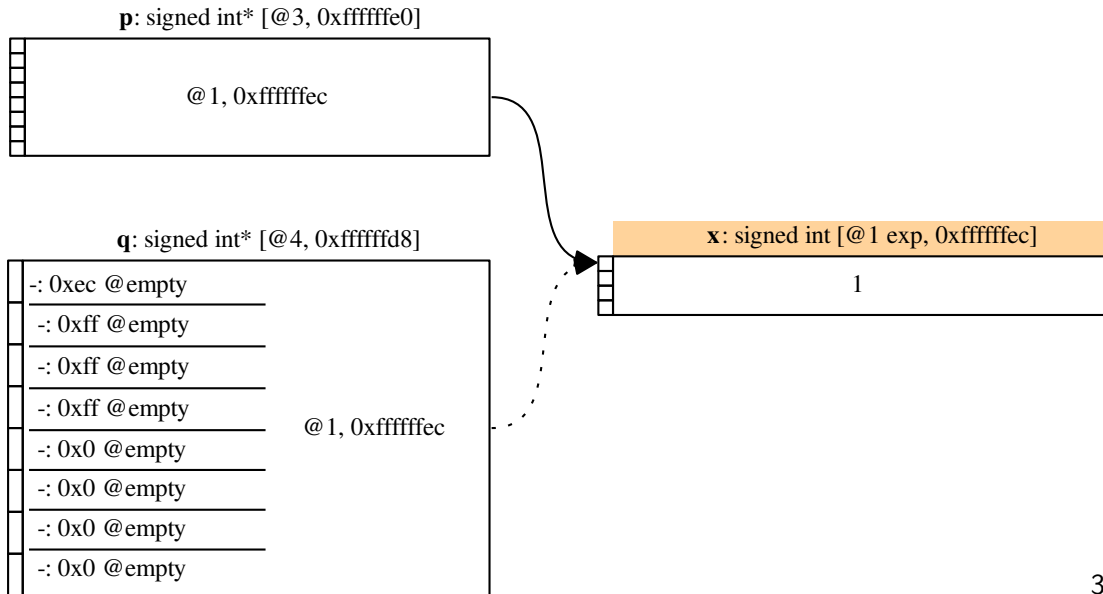 p: signed int* [@3, 0xffffffe0]
@1, 0xffffffec
q: signed int* [@4, 0xffffffd8]
-: 0xec @empty
-: 0xff @empty
-: 0xff @empty
-: 0xff @empty
-: 0x0 @empty
-: 0x0 @empty
-: 0x0 @empty
-: 0x0 @empty
@1, 0xffffffec
x: signed int [@1 exp, 0xffffffec]
1
3